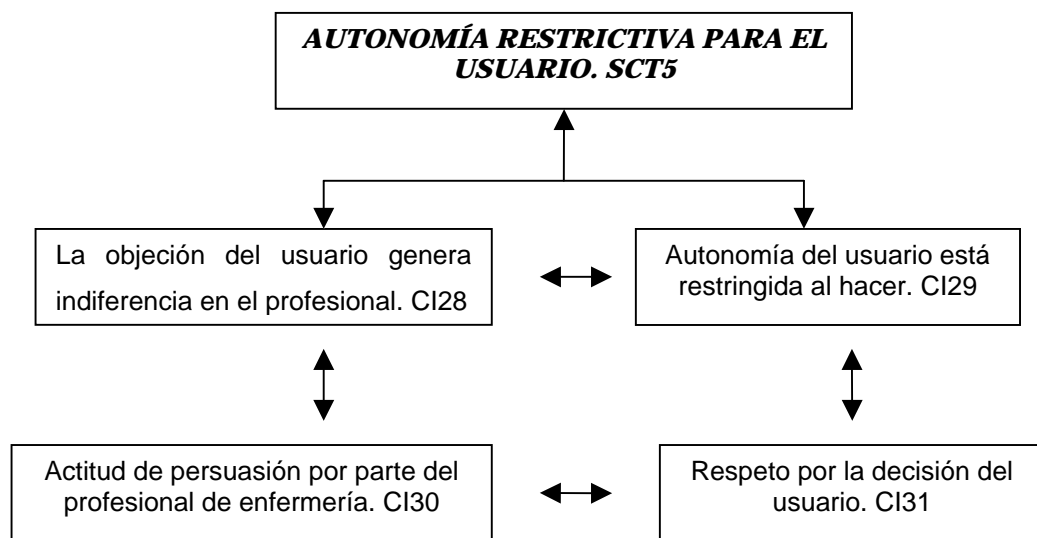 AUTONOMÍA RESTRICTIVA PARA EL
USUARIO. SCT5
La objeción del usuario genera
indiferencia en el profesional. CI28
Autonomía del usuario está
restringida al hacer. CI29
Actitud de persuasión por parte del
profesional de enfermería. CI30
Respeto por la decisión del
usuario. CI31